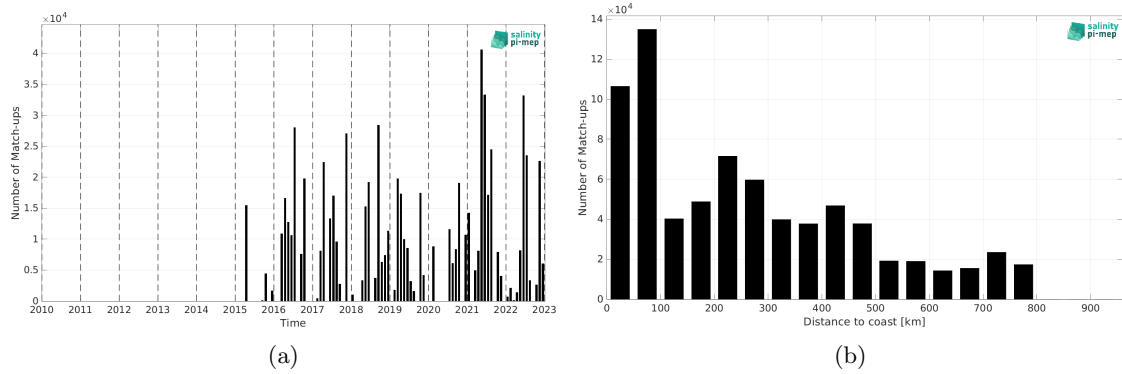 ×10⁴
4
3.5
3
2.5
2
1.5
1
0.5
0
Number of Match-ups
2010 2011 2012 2013 2014 2015 2016 2017 2018 2019 2020 2021 2022 2023
Time
salinity
pi-mep
(a)
14 ×10⁴
12
10
8
6
4
2
0
Number of Match-ups
0 100 200 300 400 500 600 700 800 900
Distance to coast [km]
salinity
pi-mep
(b)